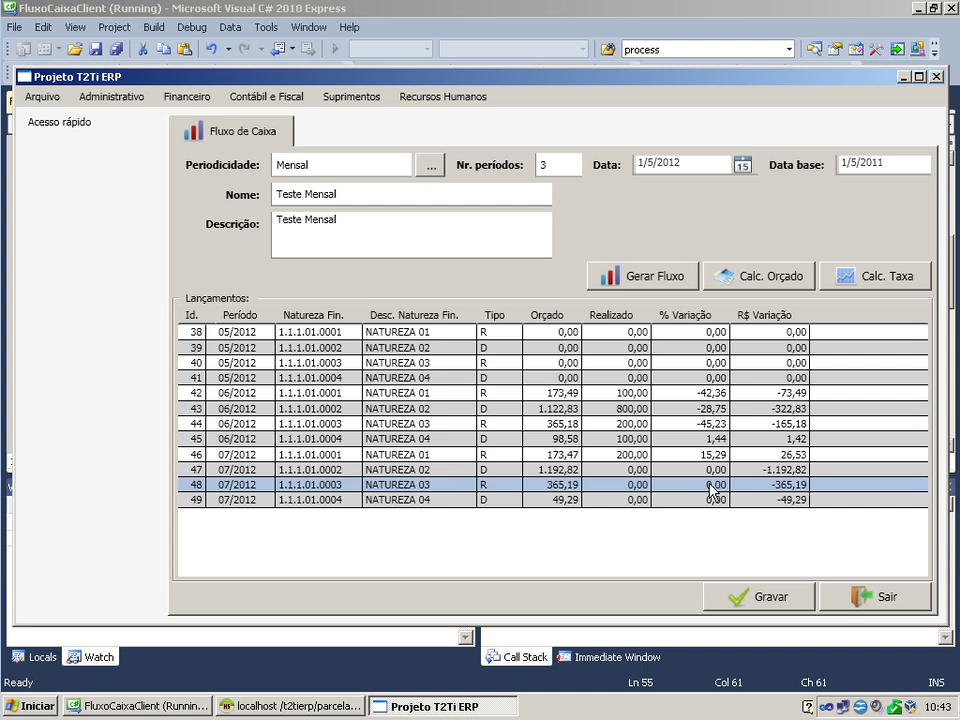 FluxoCaixaClient (Running) - Microsoft Visual C# 2010 Express
File Edit View Project Build Debug Data Tools Window Help
process
Projeto T2Ti ERP
Arquivo Administrativo Financeiro Contábil e Fiscal Suprimentos Recursos Humanos
Acesso rápido
Fluxo de Caixa
Periodicidade: Mensal ... Nr. períodos: 3 Data: 1/5/2012 15 Data base: 1/5/2011
Nome: Teste Mensal
Descrição: Teste Mensal
Gerar Fluxo Calc. Orçado Calc. Taxa
Lançamentos:
Id. Período Natureza Fin. Desc. Natureza Fin. Tipo Orçado Realizado % Variação R$ Variação
38 05/2012 1.1.1.01.0001 NATUREZA 01 R 0,00 0,00 0,00 0,00
39 05/2012 1.1.1.01.0002 NATUREZA 02 D 0,00 0,00 0,00 0,00
40 05/2012 1.1.1.01.0003 NATUREZA 03 R 0,00 0,00 0,00 0,00
41 05/2012 1.1.1.01.0004 NATUREZA 04 D 0,00 0,00 0,00 0,00
42 06/2012 1.1.1.01.0001 NATUREZA 01 R 173,49 100,00 -42,36 -73,49
43 06/2012 1.1.1.01.0002 NATUREZA 02 D 1.122,83 800,00 -28,75 -322,83
44 06/2012 1.1.1.01.0003 NATUREZA 03 R 365,18 200,00 -45,23 -165,18
45 06/2012 1.1.1.01.0004 NATUREZA 04 D 98,58 100,00 1,44 1,42
46 07/2012 1.1.1.01.0001 NATUREZA 01 R 173,47 200,00 15,29 26,53
47 07/2012 1.1.1.01.0002 NATUREZA 02 D 1.192,82 0,00 0,00 -1.192,82
48 07/2012 1.1.1.01.0003 NATUREZA 03 R 365,19 0,00 0,00 -365,19
49 07/2012 1.1.1.01.0004 NATUREZA 04 D 49,29 0,00 0,00 -49,29
Gravar Sair
Locals Watch Call Stack Immediate Window
Ready Ln 55 Col 61 Ch 61 INS
Iniciar FluxoCaixaClient (Runnin... localhost /t2tierp/parcela... Projeto T2Ti ERP 10:43